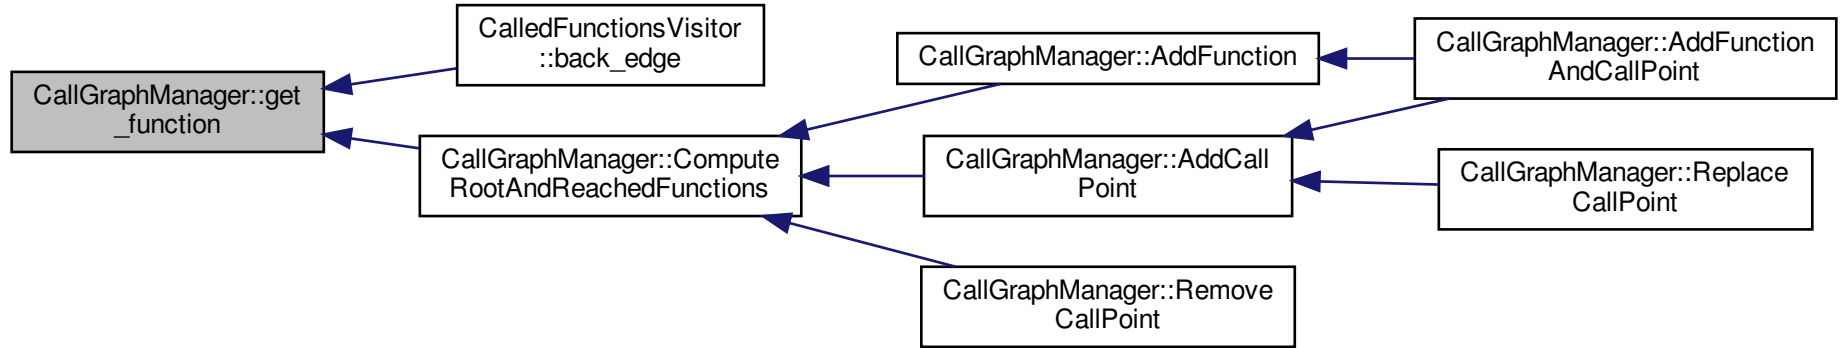 CallGraphManager::get
_function
CalledFunctionsVisitor
::back_edge
CallGraphManager::Compute
RootAndReachedFunctions
CallGraphManager::AddFunction
CallGraphManager::AddCall
Point
CallGraphManager::Remove
CallPoint
CallGraphManager::AddFunction
AndCallPoint
CallGraphManager::Replace
CallPoint